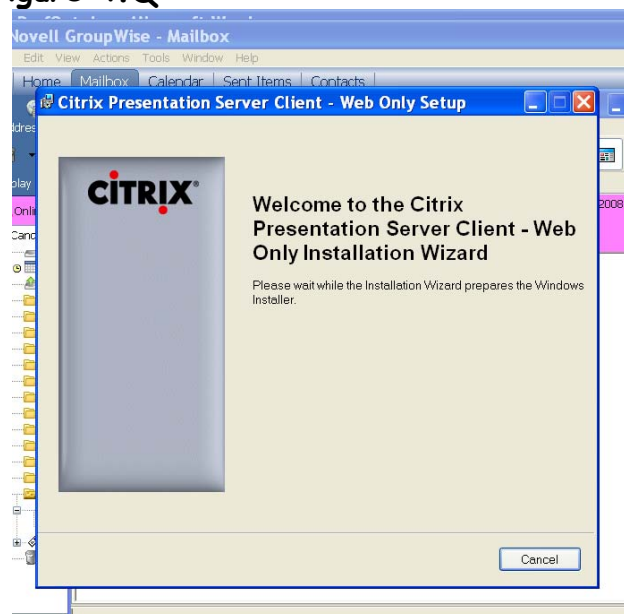 Novell GroupWise - Mailbox
Edit View Actions Tools Window Help
Home Mailbox Calendar Sent Items Contacts
Citrix Presentation Server Client - Web Only Setup
2008
CİTRIX®
Welcome to the Citrix
Presentation Server Client - Web
Only Installation Wizard
Please wait while the Installation Wizard prepares the Windows
Installer.
Cancel